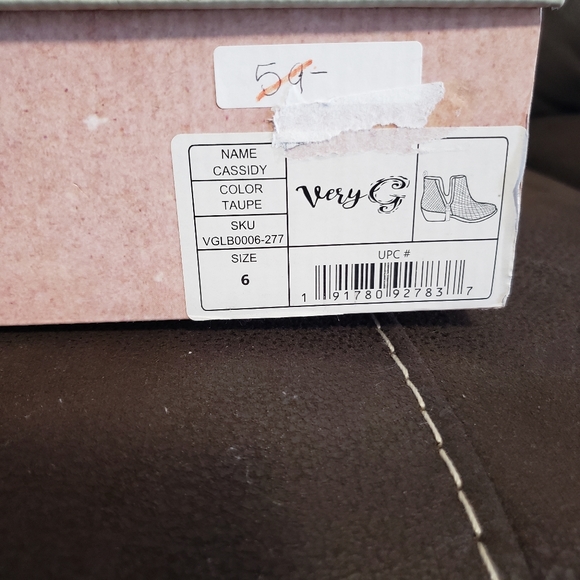 59-
NAME
CASSIDY
COLOR
TAUPE
SKU
VGLB0006-277
SIZE
6
Very G
UPC #
1 91780 92783 7